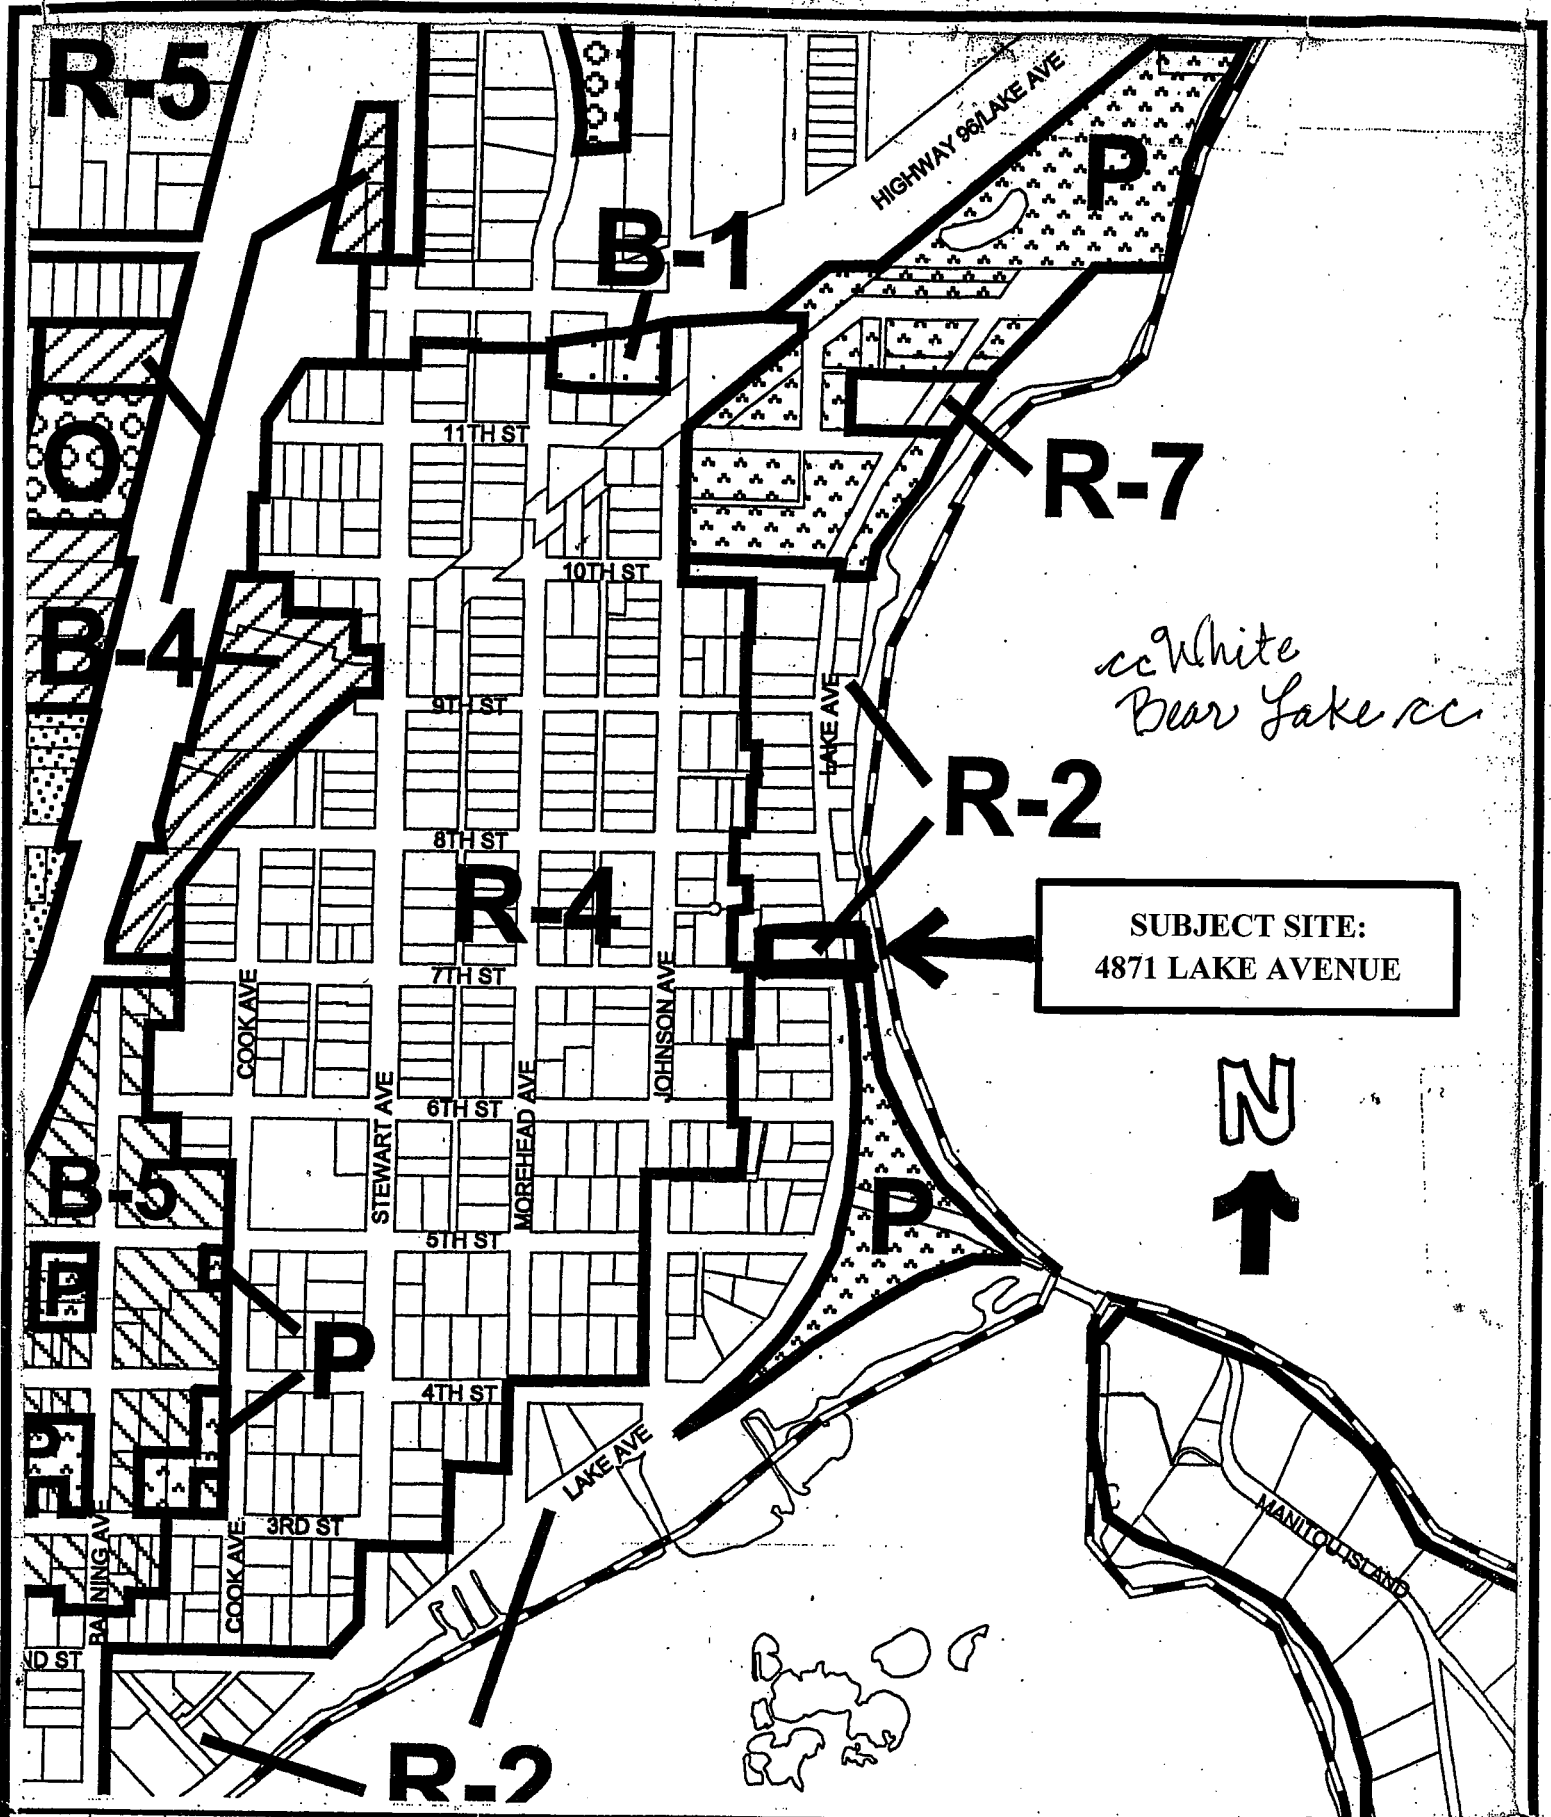 R-5
HIGHWAY 96/LAKE AVE
P
B-1
11TH ST
O
R-7
10TH ST
B-4
cc White
Bear Lake cc
9TH ST
LAKE AVE
R-2
8TH ST
R-4
SUBJECT SITE:
4871 LAKE AVENUE
7TH ST
COOK AVE
JOHNSON AVE
N
STEWART AVE
6TH ST
MOREHEAD AVE
B-5
P
5TH ST
P
P
4TH ST
P
LAKE AVE
MANITOU ISLAND
3RD ST
BANNING AVE
COOK AVE
ND ST
R-2